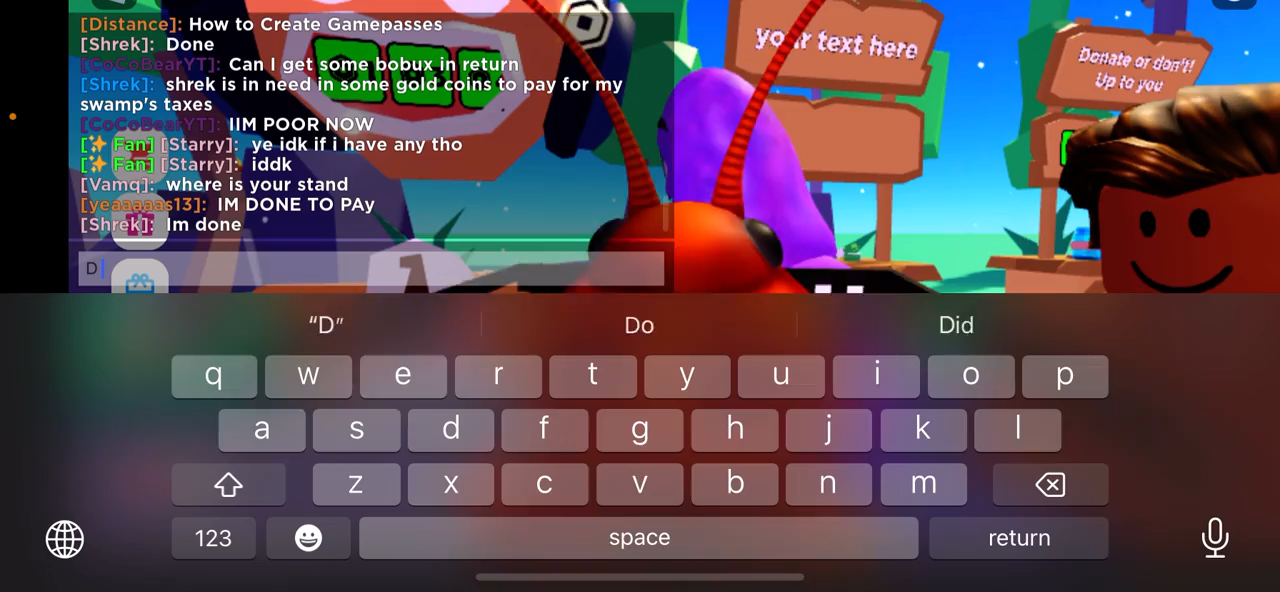 [Distance]: How to Create Gamepasses
[Shrek]: Done
[CoCoBearYT]: Can I get some bobux in return
[Shrek]: shrek is in need in some gold coins to pay for my
swamp's taxes
[CoCoBearYT]: IIM POOR NOW
[✨ Fan] [Starry]: ye idk if i have any tho
[✨ Fan] [Starry]: iddk
[Vamq]: where is your stand
[yeaaaaas13]: IM DONE TO PAy
[Shrek]: Im done
D
your text here
Donate or don't!
Up to you
1
“D” Do Did
q w e r t y u i o p
a s d f g h j k l
z x c v b n m
123 space return